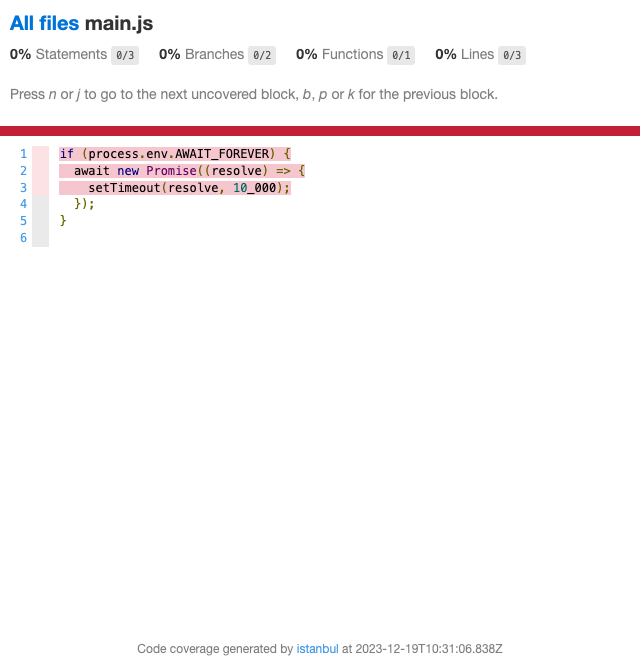 All files main.js
0% Statements 0/3 0% Branches 0/2 0% Functions 0/1 0% Lines 0/3
Press n or j to go to the next uncovered block, b, p or k for the previous block.
1 if (process.env.AWAIT_FOREVER) {
2   await new Promise((resolve) => {
3     setTimeout(resolve, 10_000);
4   });
5 }
6
Code coverage generated by istanbul at 2023-12-19T10:31:06.838Z